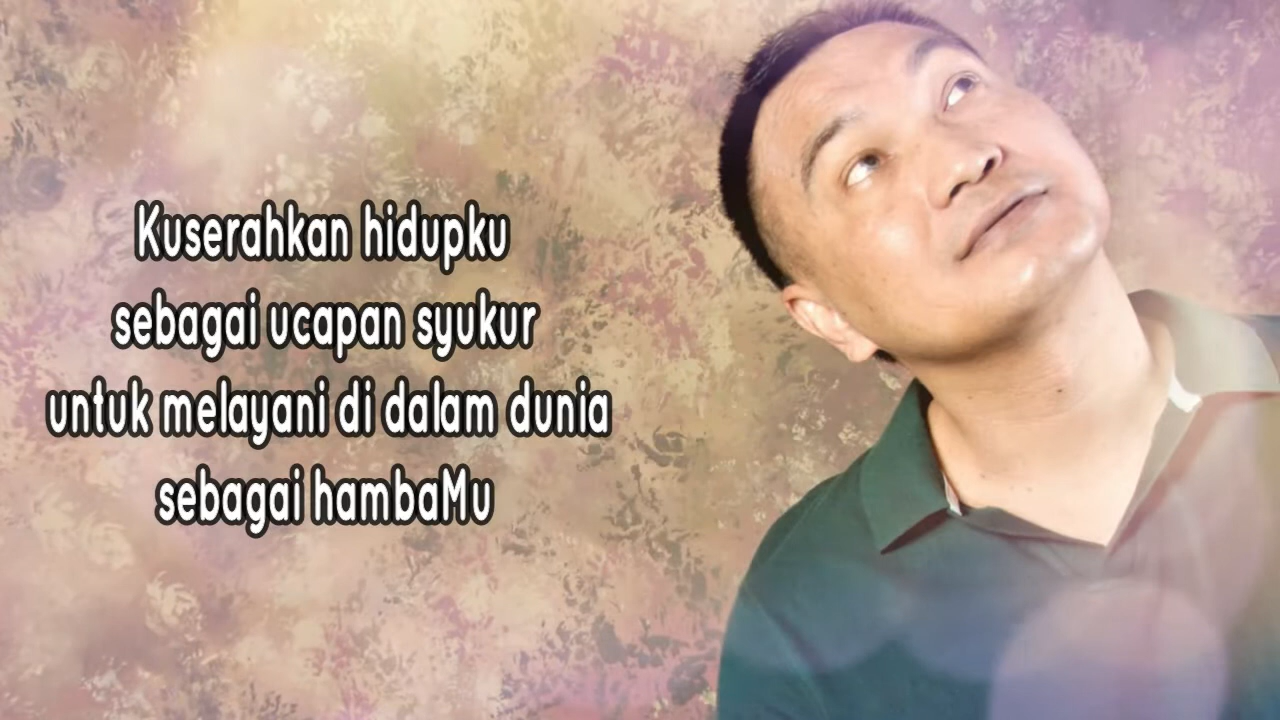 Kuserahkan hidupku
sebagai ucapan syukur
untuk melayani di dalam dunia
sebagai hambaMu